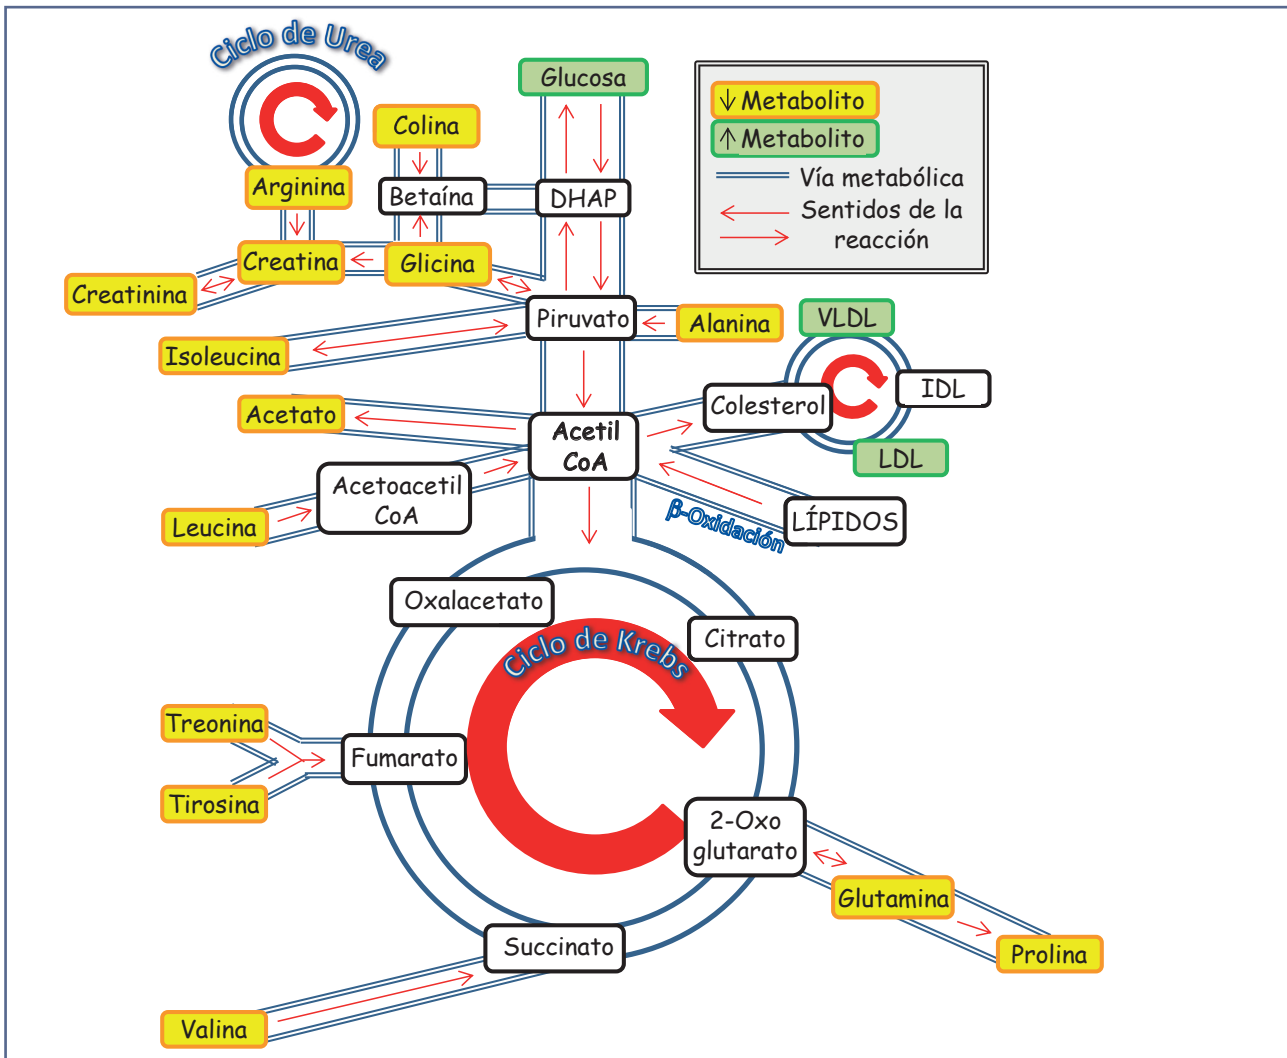 Ciclo de Urea
Glucosa
↓ Metabolito
↑ Metabolito
Vía metabólica
Sentidos de la
reacción
Colina
Arginina
Betaína
DHAP
Creatina
Glicina
Creatinina
Piruvato
Alanina
VLDL
Isoleucina
IDL
Acetato
Colesterol
Acetil
CoA
LDL
Acetoacetil
CoA
Leucina
β-Oxidación
LÍPIDOS
Oxalacetato
Citrato
Ciclo de Krebs
Treonina
Fumarato
Tirosina
2-Oxo
glutarato
Glutamina
Succinato
Prolina
Valina